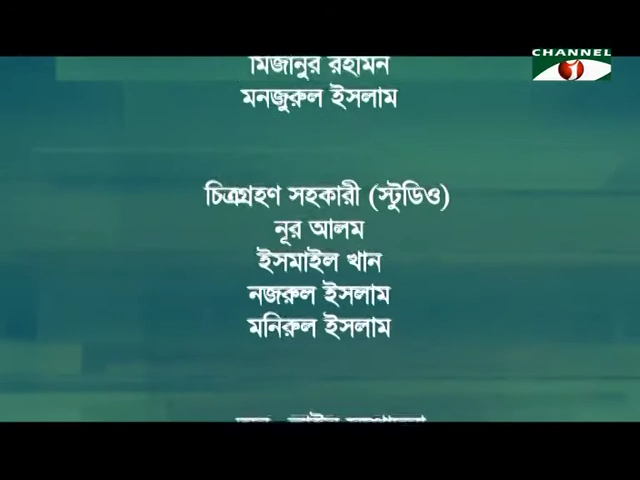 CHANNEL
মিজানুর রহমান
মনজুরুল ইসলাম
চিত্রগ্রহণ সহকারী (স্টুডিও)
নূর আলম
ইসমাইল খান
নজরুল ইসলাম
মনিরুল ইসলাম